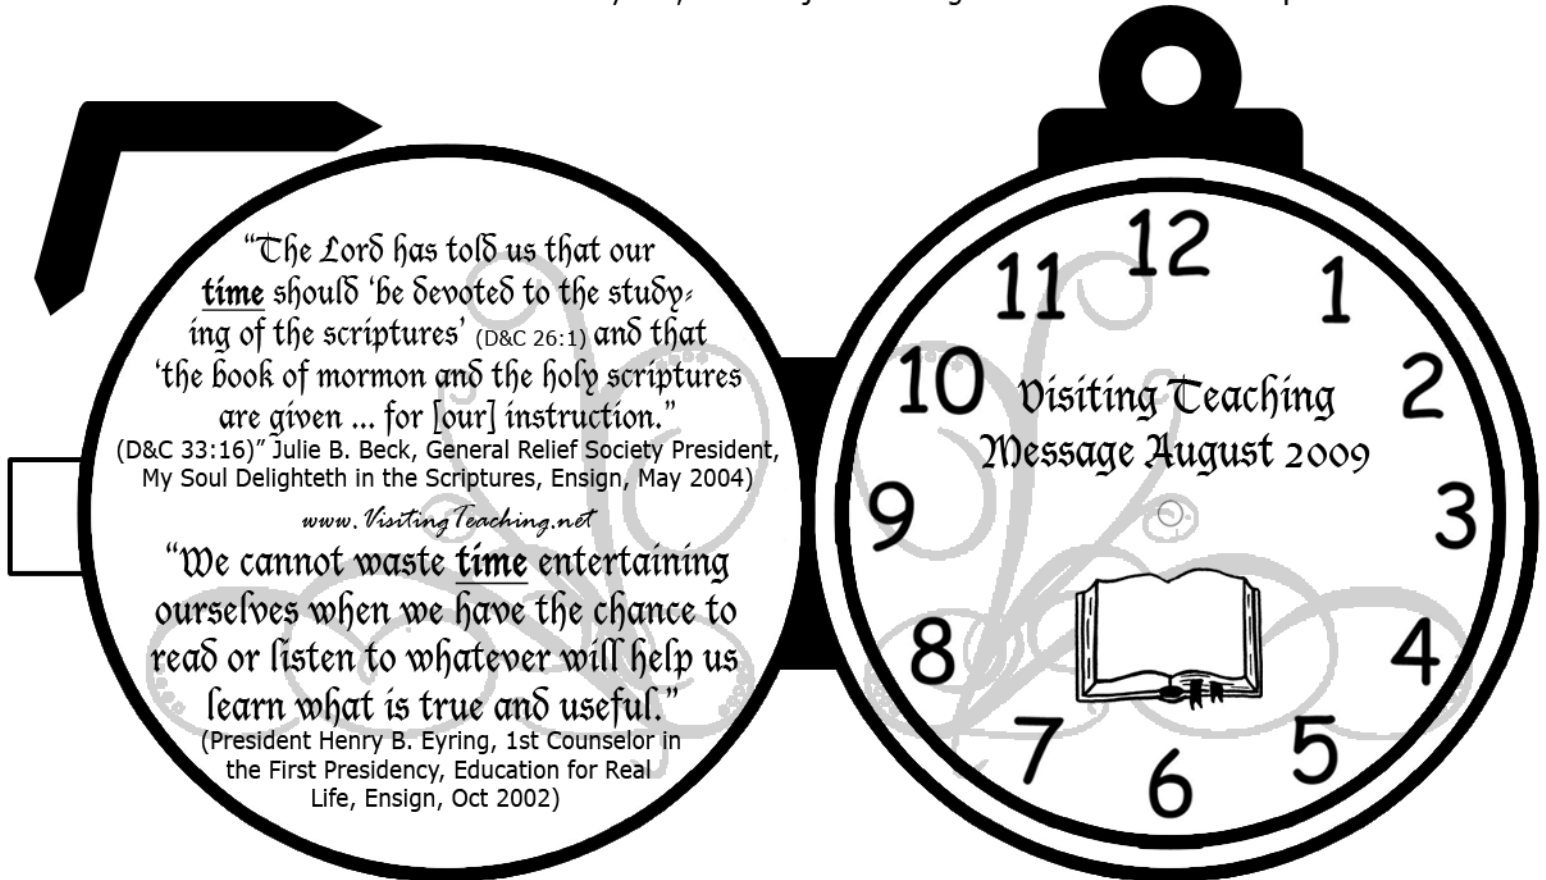 “The Lord has told us that our
time should ‘be devoted to the study-
ing of the scriptures’ (D&C 26:1) and that
‘the book of mormon and the holy scriptures
are given ... for [our] instruction.”
(D&C 33:16)” Julie B. Beck, General Relief Society President,
My Soul Delighteth in the Scriptures, Ensign, May 2004)
www.VisitingTeaching.net
“We cannot waste time entertaining
ourselves when we have the chance to
read or listen to whatever will help us
learn what is true and useful.”
(President Henry B. Eyring, 1st Counselor in
the First Presidency, Education for Real
Life, Ensign, Oct 2002)
12
11
1
10
2
Visiting Teaching
Message August 2009
9
3
8
4
7
5
6